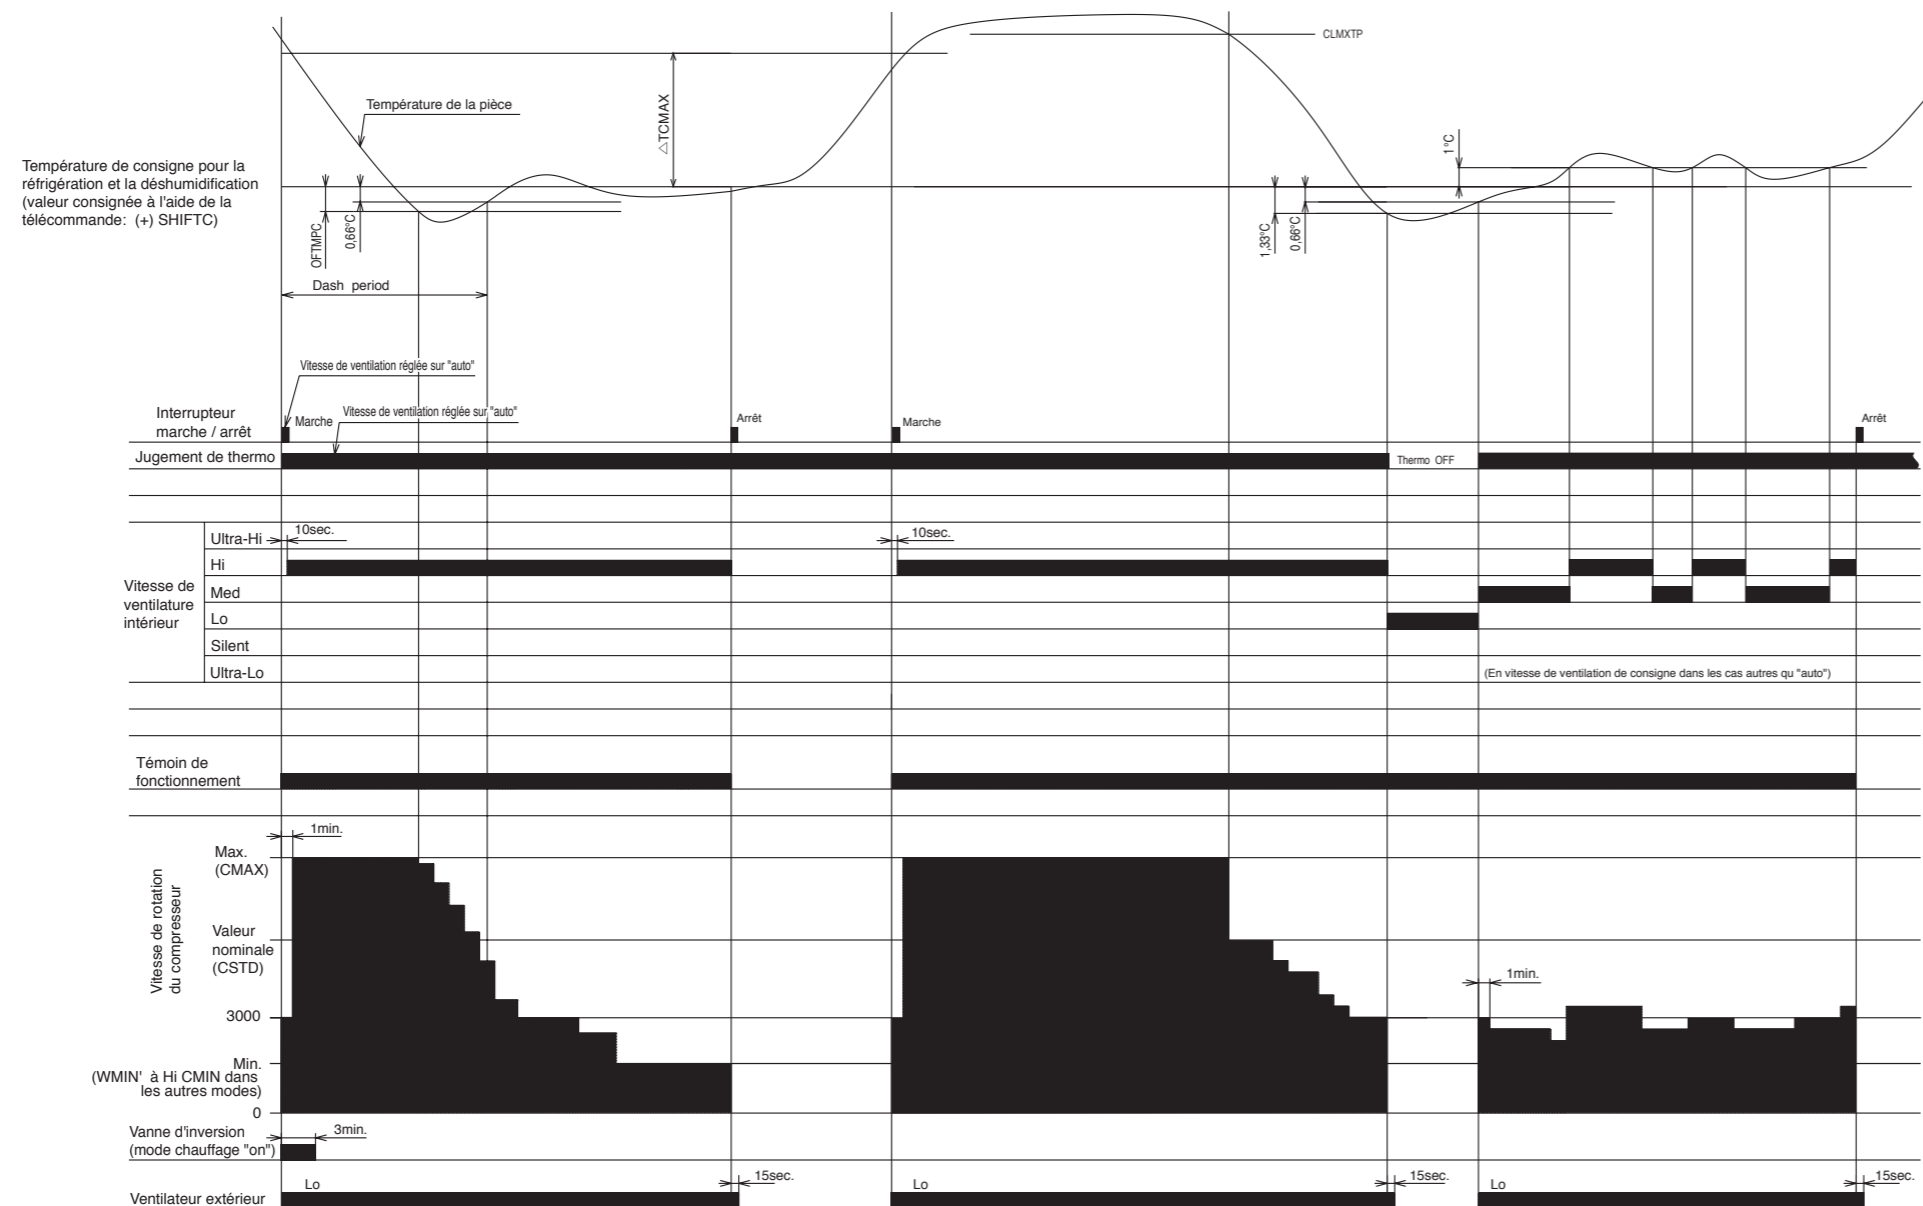 CLMXTP
△TCMAX
Température de la pièce
1°C
Température de consigne pour la
réfrigération et la déshumidification
(valeur consignée à l'aide de la
télécommande: (+) SHIFTC)
OFTMPC
0,66°C
1,33°C
0,66°C
Dash period
Vitesse de ventilation réglée sur "auto"
Interrupteur
marche / arrêt
Marche
Vitesse de ventilation réglée sur "auto"
Arrêt
Marche
Arrêt
Jugement de thermo
Thermo OFF
Vitesse de
ventilature
intérieur
Ultra-Hi
10sec.
10sec.
Hi
Med
Lo
Silent
Ultra-Lo
(En vitesse de ventilation de consigne dans les cas autres qu "auto")
Témoin de
fonctionnement
1min.
Vitesse de rotation
du compresseur
Max.
(CMAX)
Valeur
nominale
(CSTD)
1min.
3000
Min.
(WMIN' à Hi CMIN dans
les autres modes)
0
Vanne d'inversion
(mode chauffage "on")
3min.
Ventilateur extérieur
Lo
15sec.
Lo
15sec.
Lo
15sec.